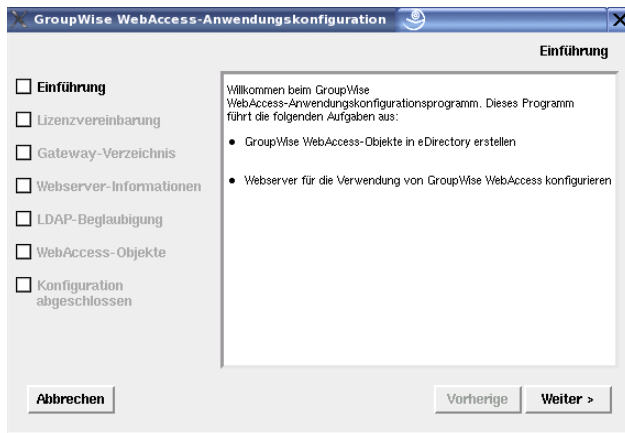 GroupWise WebAccess-Anwendungskonfiguration
Einführung
Einführung
Lizenzvereinbarung
Gateway-Verzeichnis
Webserver-Informationen
LDAP-Beglaubigung
WebAccess-Objekte
Konfiguration
abgeschlossen
Willkommen beim GroupWise
WebAccess-Anwendungskonfigurationsprogramm. Dieses Programm
führt die folgenden Aufgaben aus:
• GroupWise WebAccess-Objekte in eDirectory erstellen
• Webserver für die Verwendung von GroupWise WebAccess konfigurieren
Abbrechen
Vorherige
Weiter >